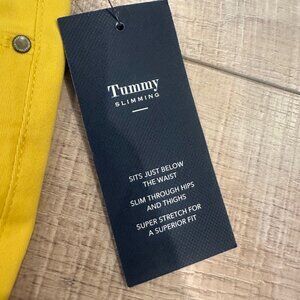 Tummy
SLIMMING
SITS JUST BELOW
THE WAIST
SLIM THROUGH HIPS
AND THIGHS
SUPER STRETCH FOR
A SUPERIOR FIT